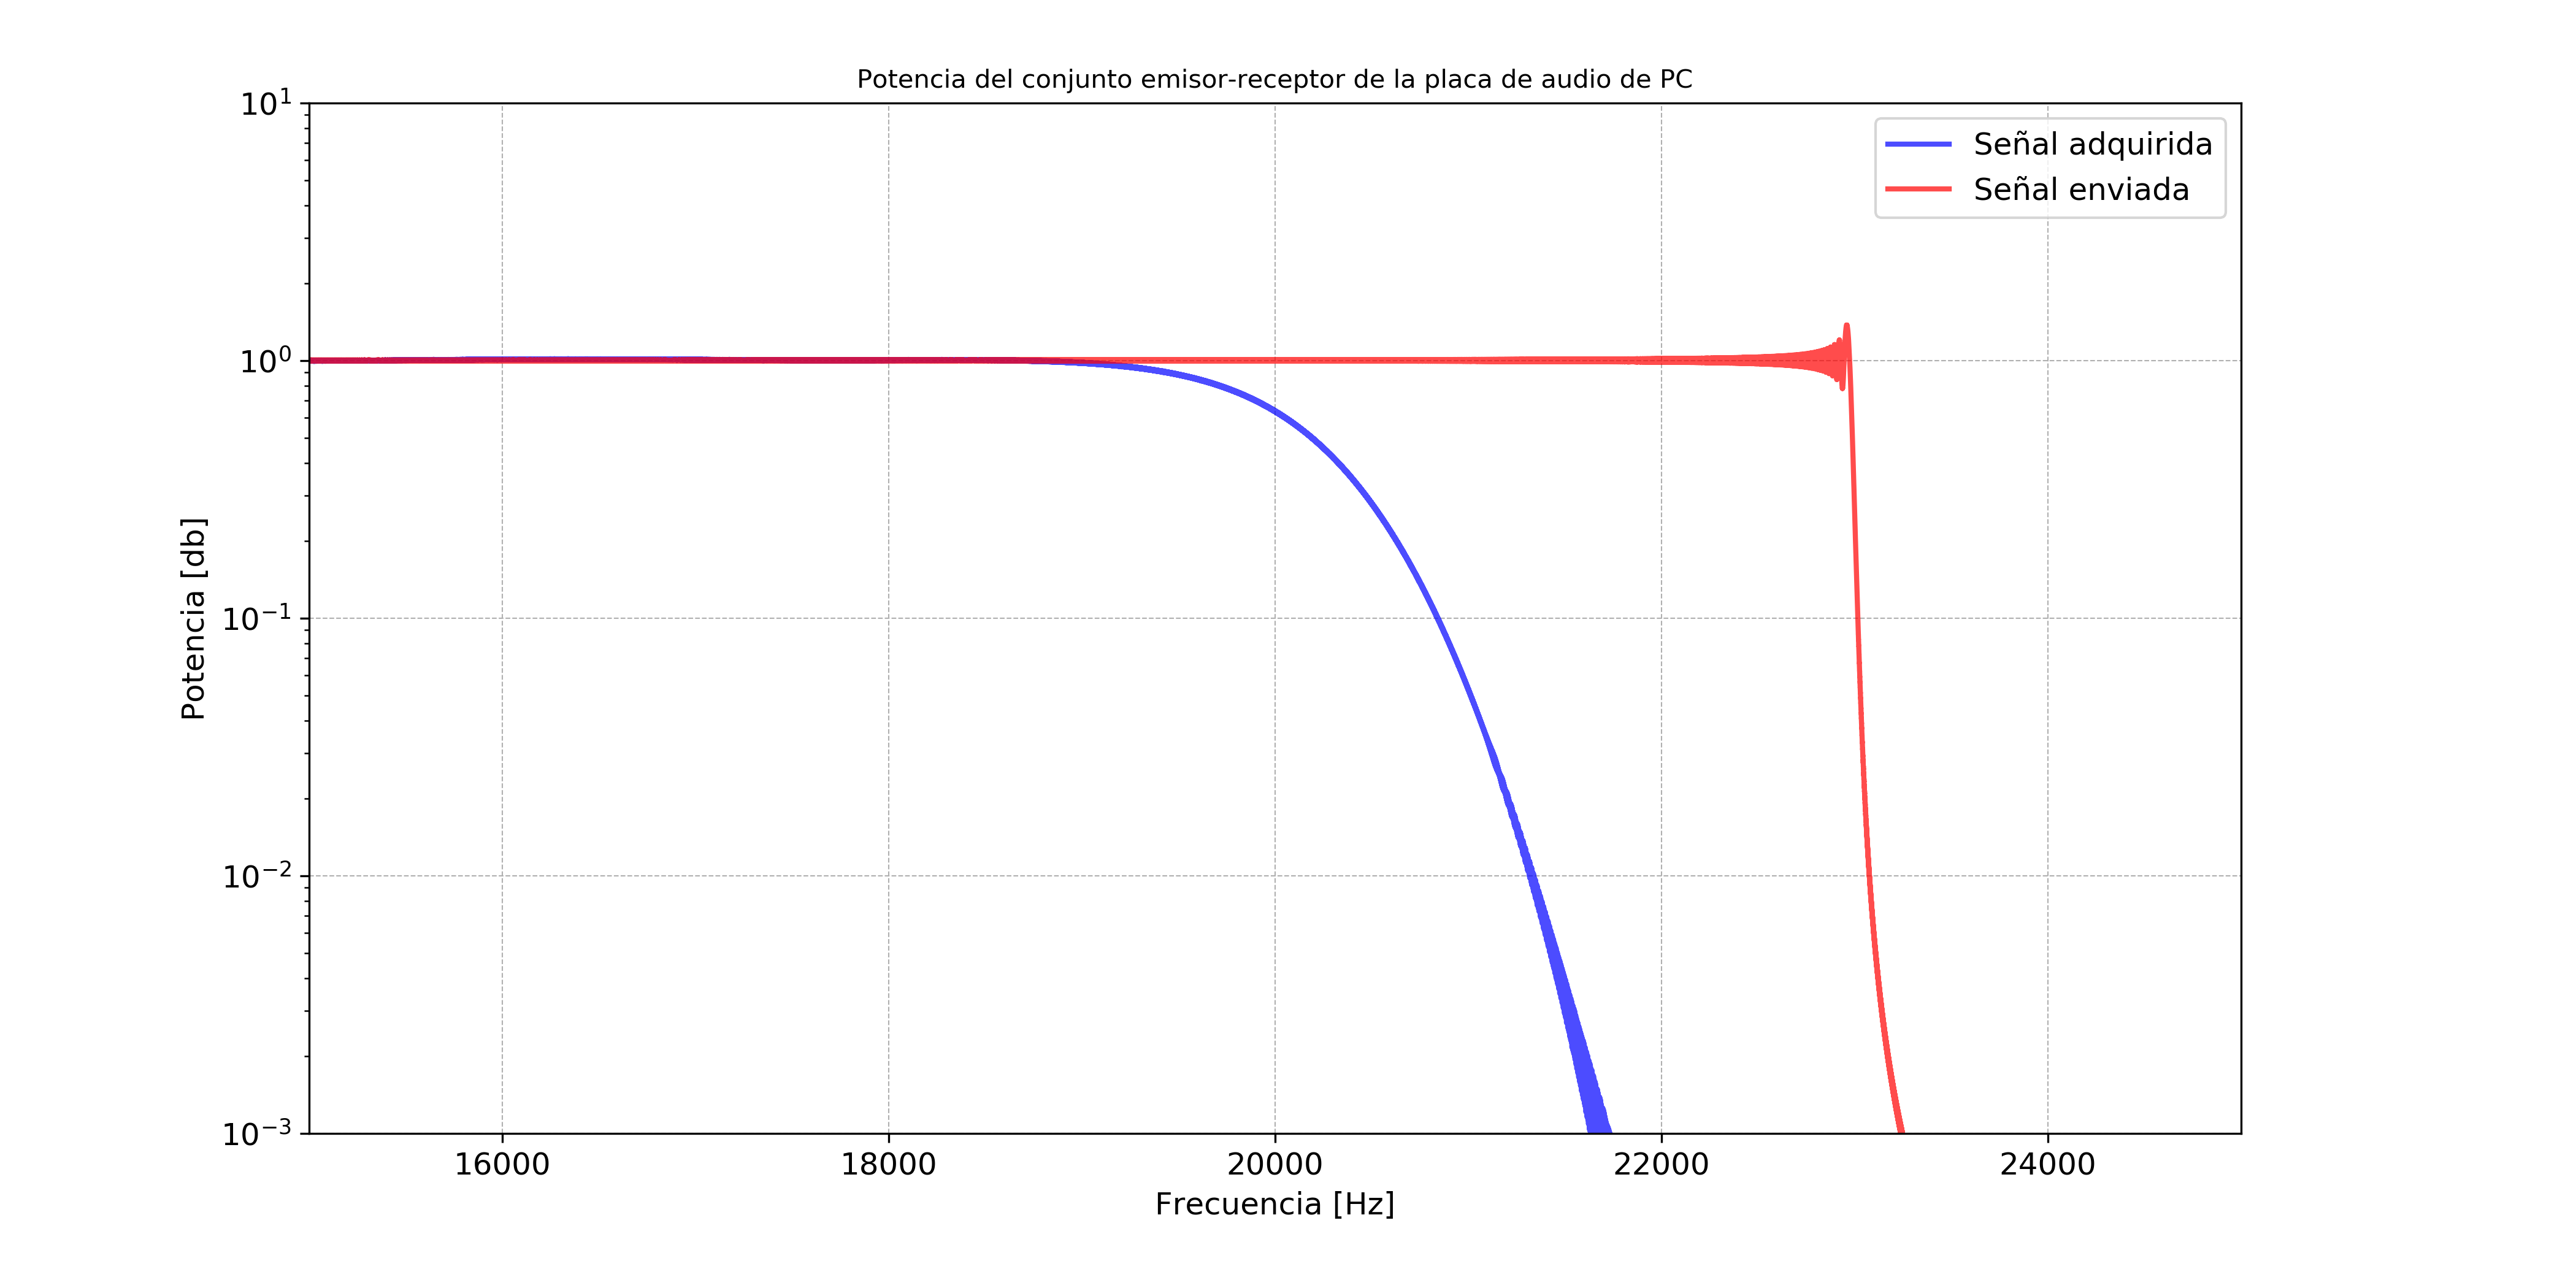 Potencia del conjunto emisor-receptor de la placa de audio de PC
10¹
10⁰
10⁻¹
10⁻²
10⁻³
Potencia [db]
Señal adquirida
Señal enviada
16000 18000 20000 22000 24000
Frecuencia [Hz]